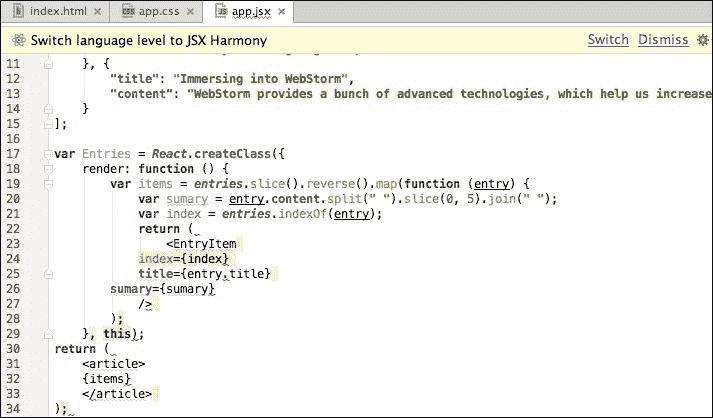 index.html × app.css × app.jsx ×
Switch language level to JSX Harmony Switch Dismiss
11 }, {
12 "title": "Immersing into WebStorm",
13 "content": "WebStorm provides a bunch of advanced technologies, which help us increase
14 }
15 ];
16
17 var Entries = React.createClass({
18 render: function () {
19 var items = entries.slice().reverse().map(function (entry) {
20 var sumary = entry.content.split(" ").slice(0, 5).join(" ");
21 var index = entries.indexOf(entry);
22 return (
23 <EntryItem
24 index={index}
25 title={entry.title}
26 sumary={sumary}
27 />
28 );
29 }, this);
30 return (
31 <article>
32 {items}
33 </article>
34 );